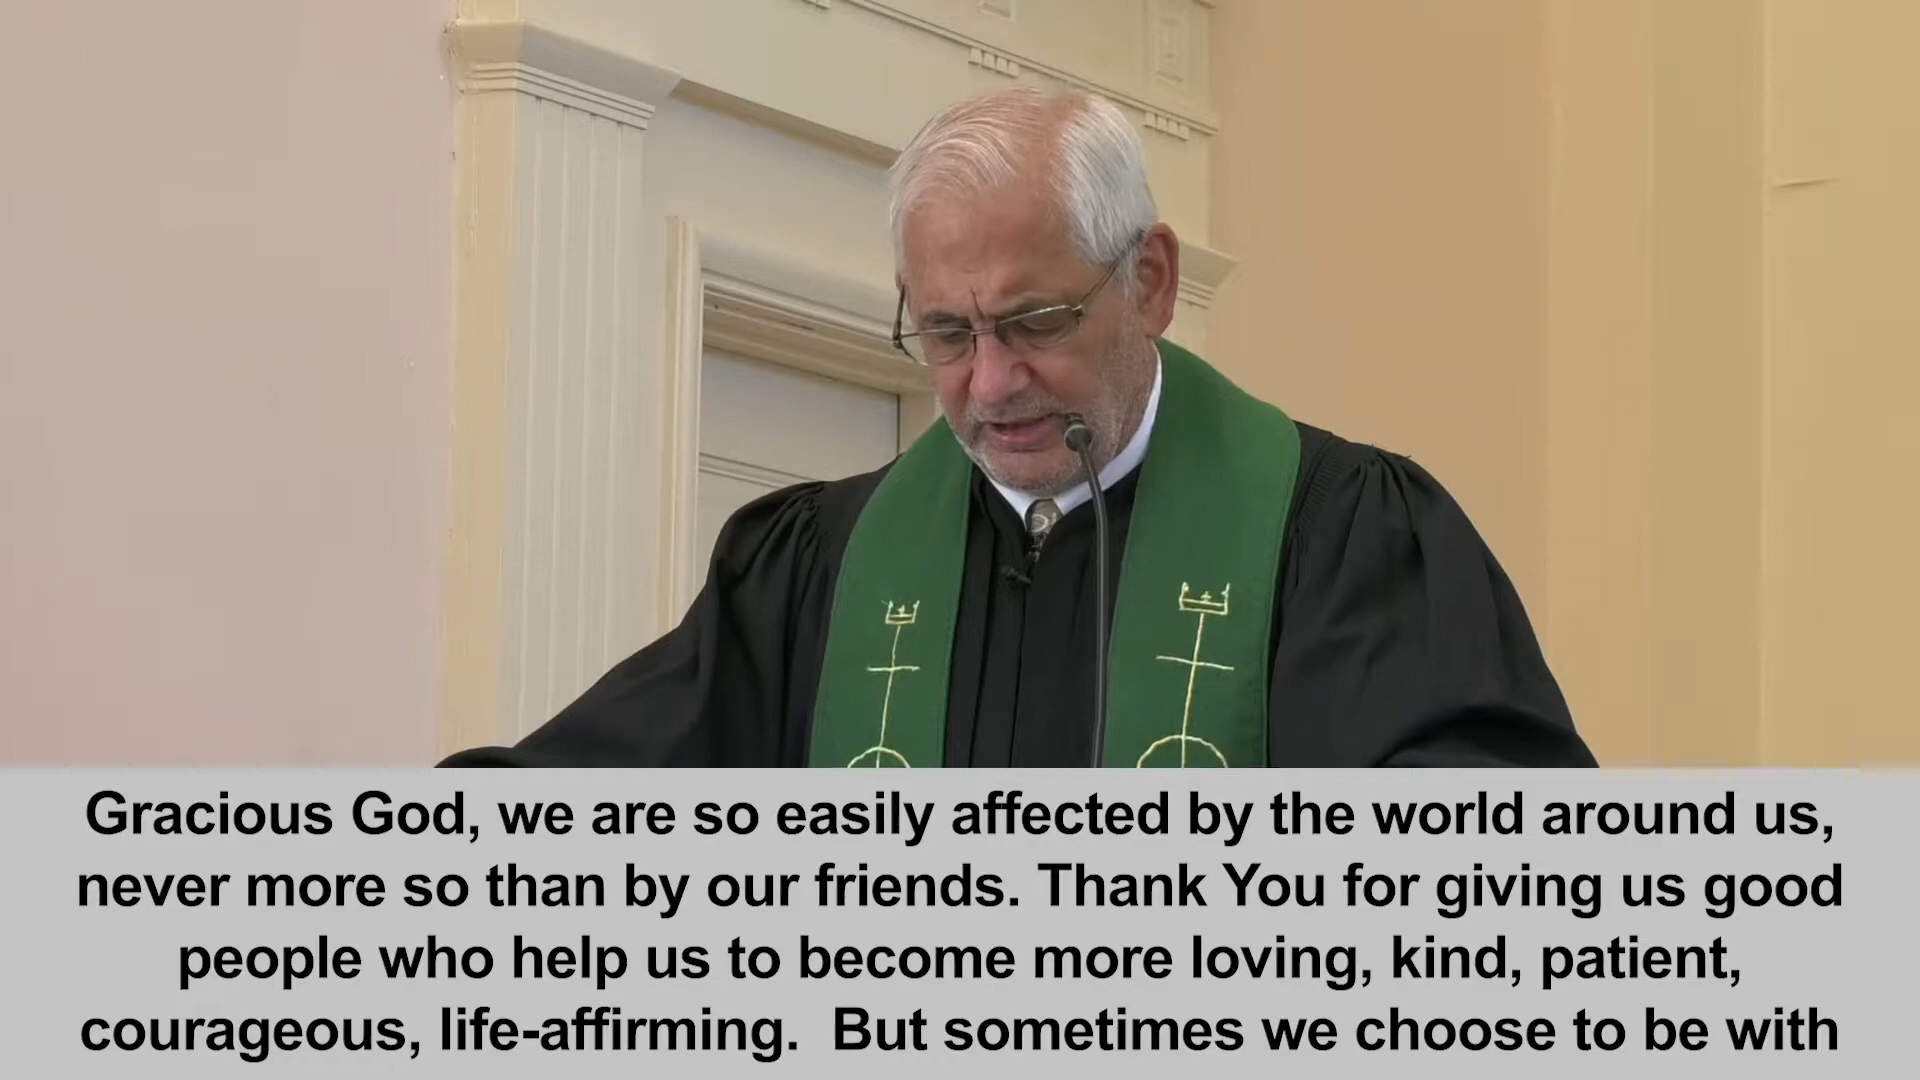 Gracious God, we are so easily affected by the world around us,
never more so than by our friends. Thank You for giving us good
people who help us to become more loving, kind, patient,
courageous, life-affirming.  But sometimes we choose to be with